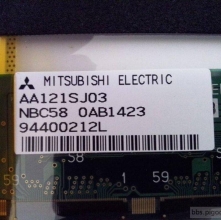 MITSUBISHI ELECTRIC
AA121SJ03
NBC58 0AB1423
94400212L
58
1
59